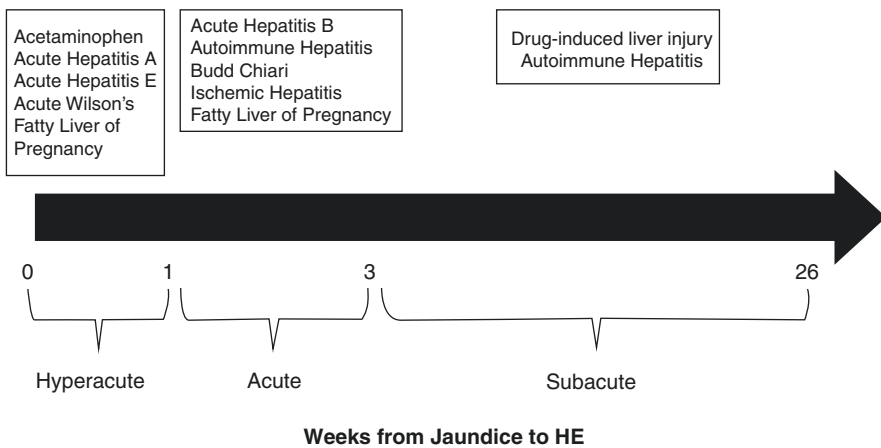 Acetaminophen
Acute Hepatitis A
Acute Hepatitis E
Acute Wilson's
Fatty Liver of
Pregnancy
Acute Hepatitis B
Autoimmune Hepatitis
Budd Chiari
Ischemic Hepatitis
Fatty Liver of Pregnancy
Drug-induced liver injury
Autoimmune Hepatitis
0 1 3 26
Hyperacute Acute Subacute
Weeks from Jaundice to HE